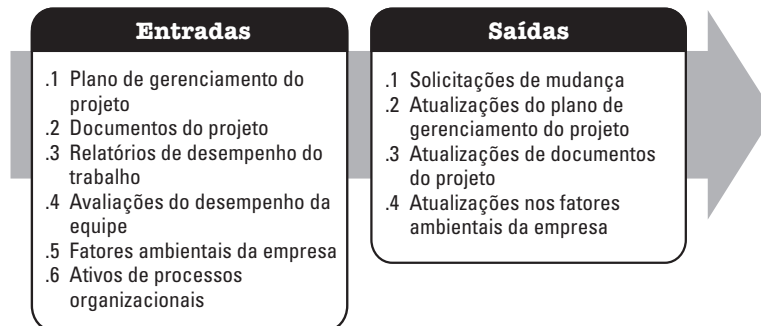 Entradas
.1 Plano de gerenciamento do
projeto
.2 Documentos do projeto
.3 Relatórios de desempenho do
trabalho
.4 Avaliações do desempenho da
equipe
.5 Fatores ambientais da empresa
.6 Ativos de processos
organizacionais
Saídas
.1 Solicitações de mudança
.2 Atualizações do plano de
gerenciamento do projeto
.3 Atualizações de documentos
do projeto
.4 Atualizações nos fatores
ambientais da empresa